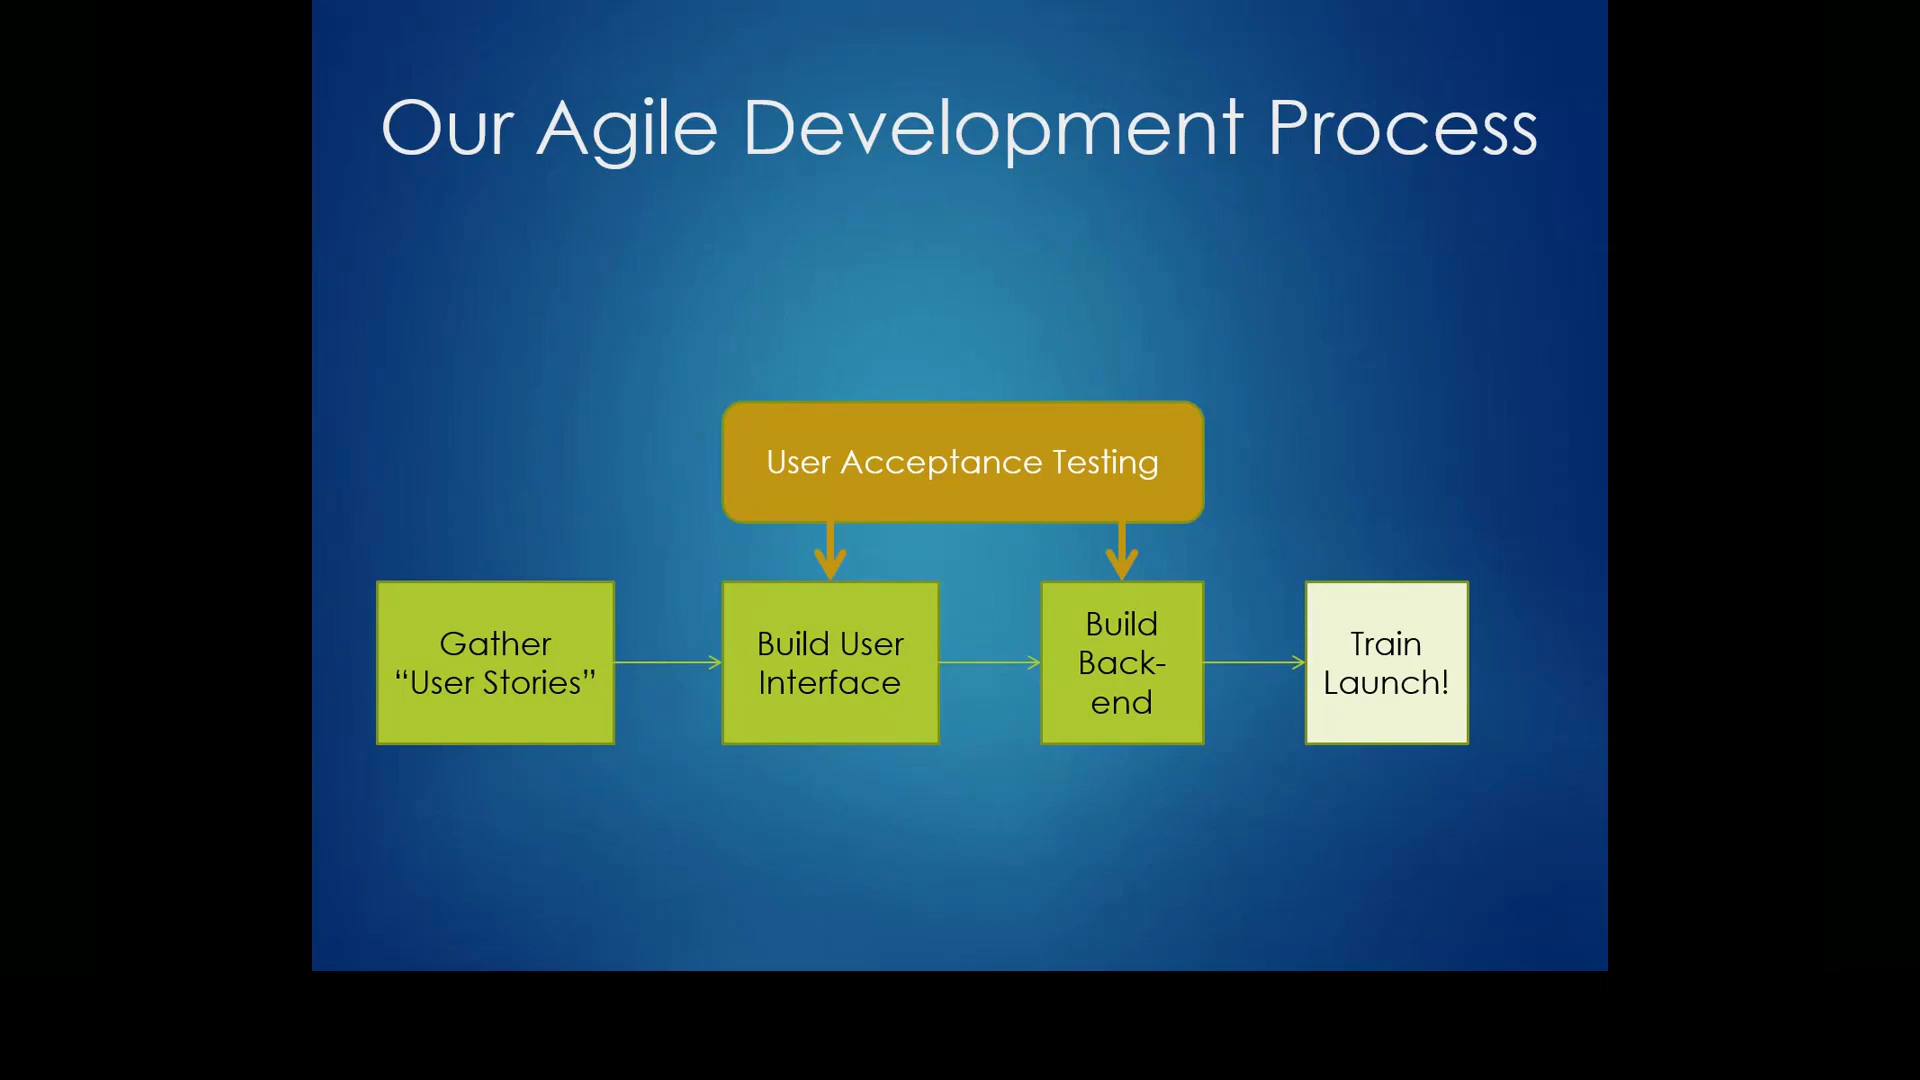 Our Agile Development Process
User Acceptance Testing
Gather
“User Stories”
Build User
Interface
Build
Back-
end
Train
Launch!